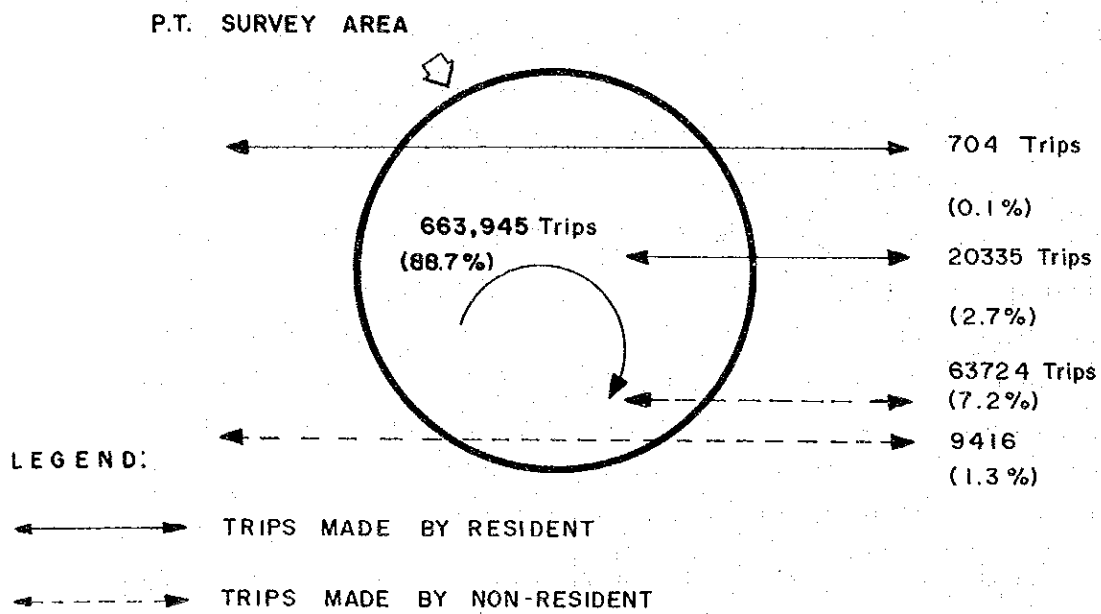 P.T. SURVEY AREA
704 Trips
(0.1%)
663,945 Trips
(88.7%)
20335 Trips
(2.7%)
63724 Trips
(7.2%)
9416
(1.3%)
LEGEND:
TRIPS MADE BY RESIDENT
TRIPS MADE BY NON-RESIDENT